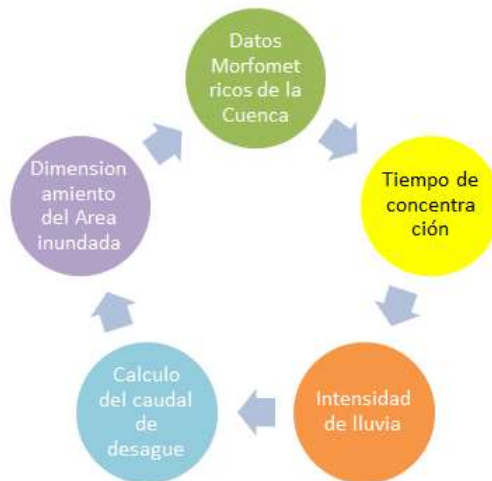 Datos
Morfomet
ricos de la
Cuenca
Tiempo de
concentra
ción
Intensidad
de lluvia
Calculo
del caudal
de
desague
Dimension
amiento
del Area
inundada